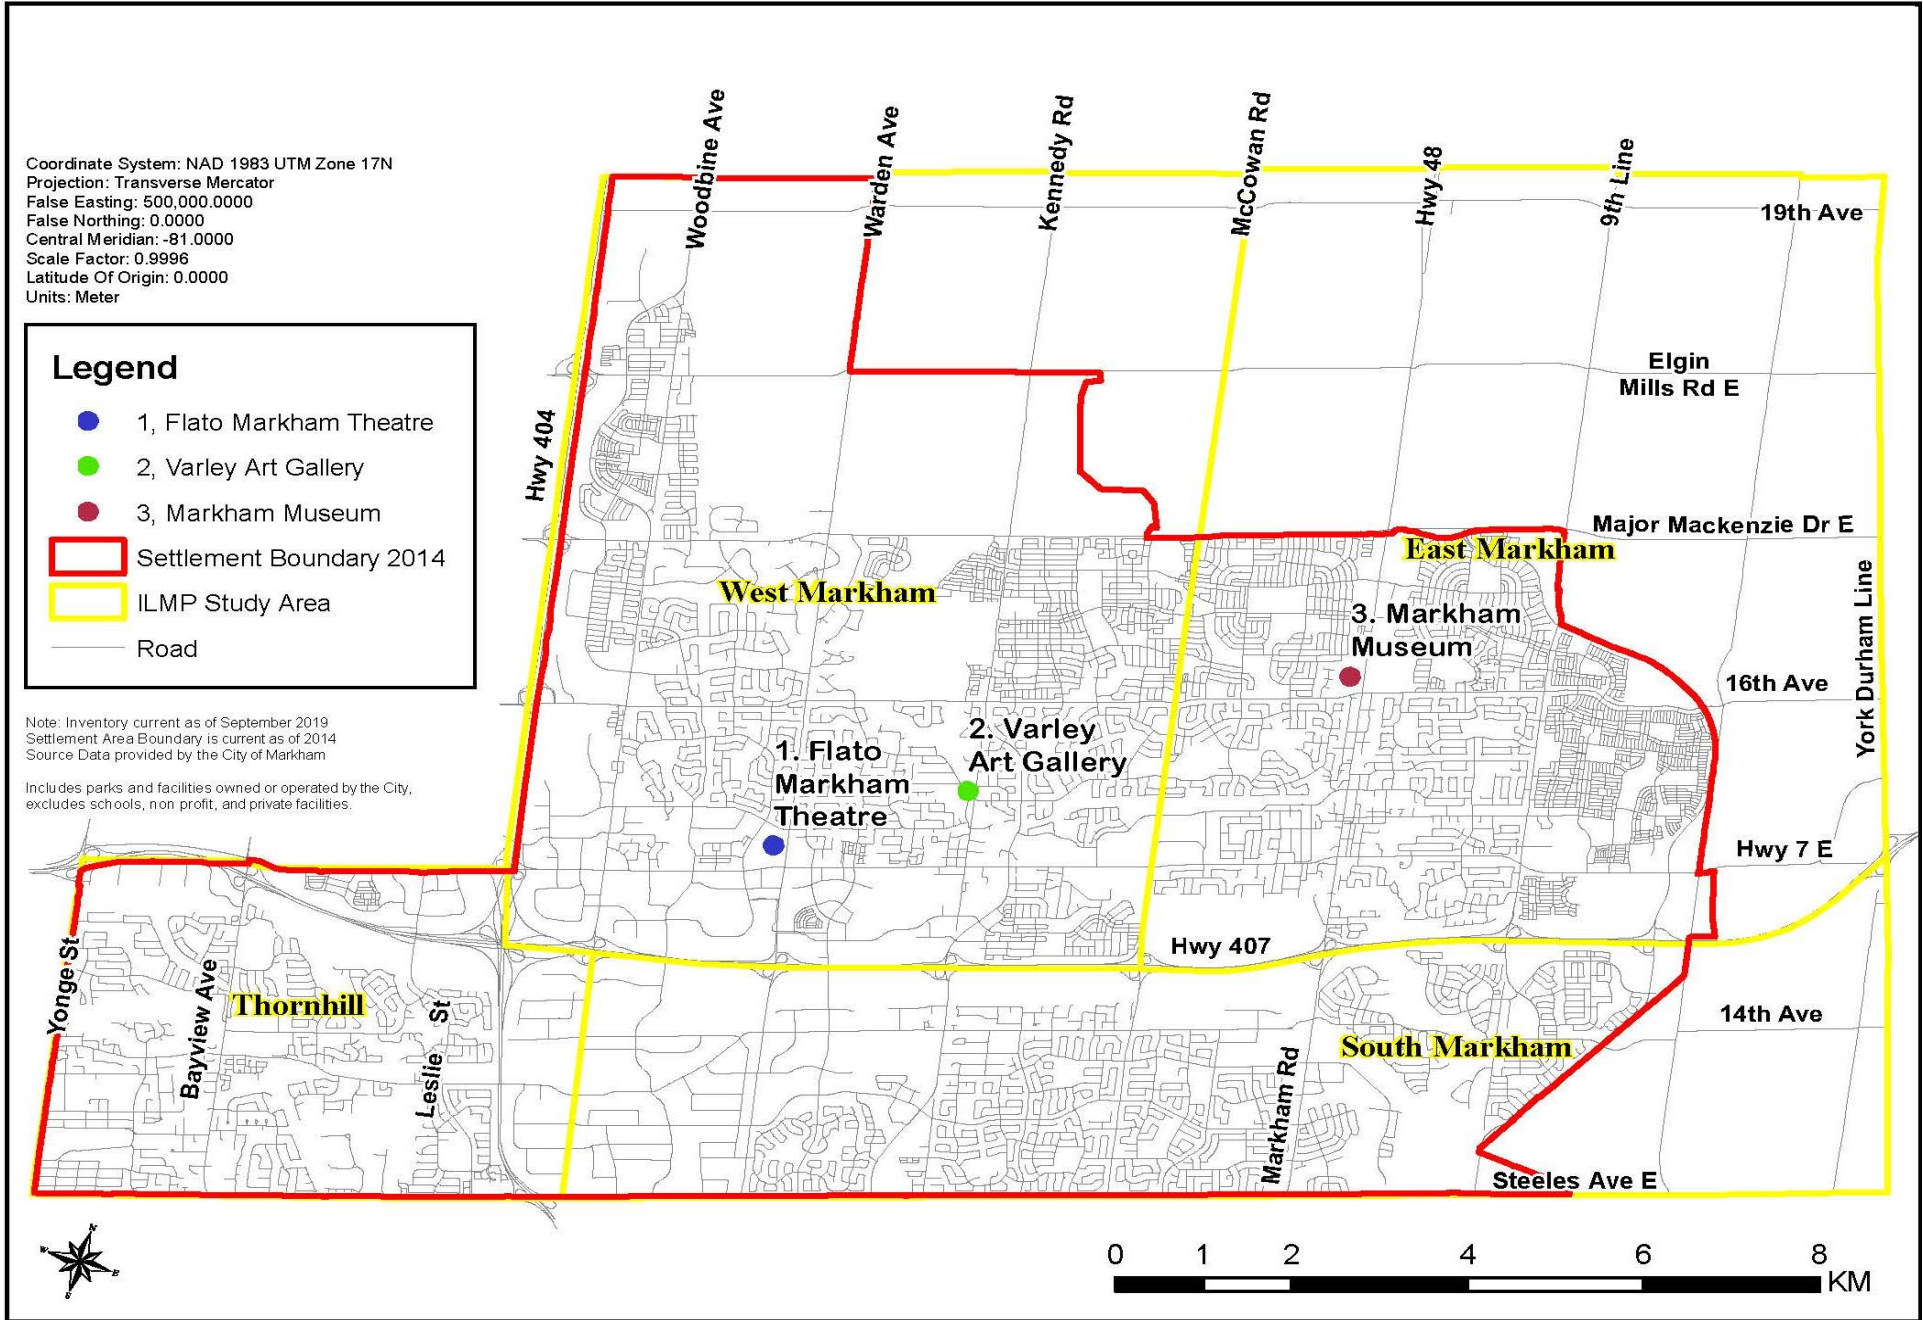 Coordinate System: NAD 1983 UTM Zone 17N
Projection: Transverse Mercator
False Easting: 500,000.0000
False Northing: 0.0000
Central Meridian: -81.0000
Scale Factor: 0.9996
Latitude Of Origin: 0.0000
Units: Meter
Legend
1, Flato Markham Theatre
2, Varley Art Gallery
3, Markham Museum
Settlement Boundary 2014
ILMP Study Area
Road
Note: Inventory current as of September 2019
Settlement Area Boundary is current as of 2014
Source Data provided by the City of Markham
Includes parks and facilities owned or operated by the City,
excludes schools, non profit, and private facilities.
Woodbine Ave
Warden Ave
Kennedy Rd
McCowan Rd
Hwy 48
9th Line
19th Ave
Elgin
Mills Rd E
Hwy 404
Major Mackenzie Dr E
East Markham
West Markham
3. Markham
Museum
16th Ave
York Durham Line
2. Varley
Art Gallery
1. Flato
Markham
Theatre
Hwy 7 E
Hwy 407
Yonge St
Bayview Ave
Thornhill
Leslie St
14th Ave
South Markham
Markham Rd
Steeles Ave E
N
W
E
S
0 1 2 4 6 8
KM